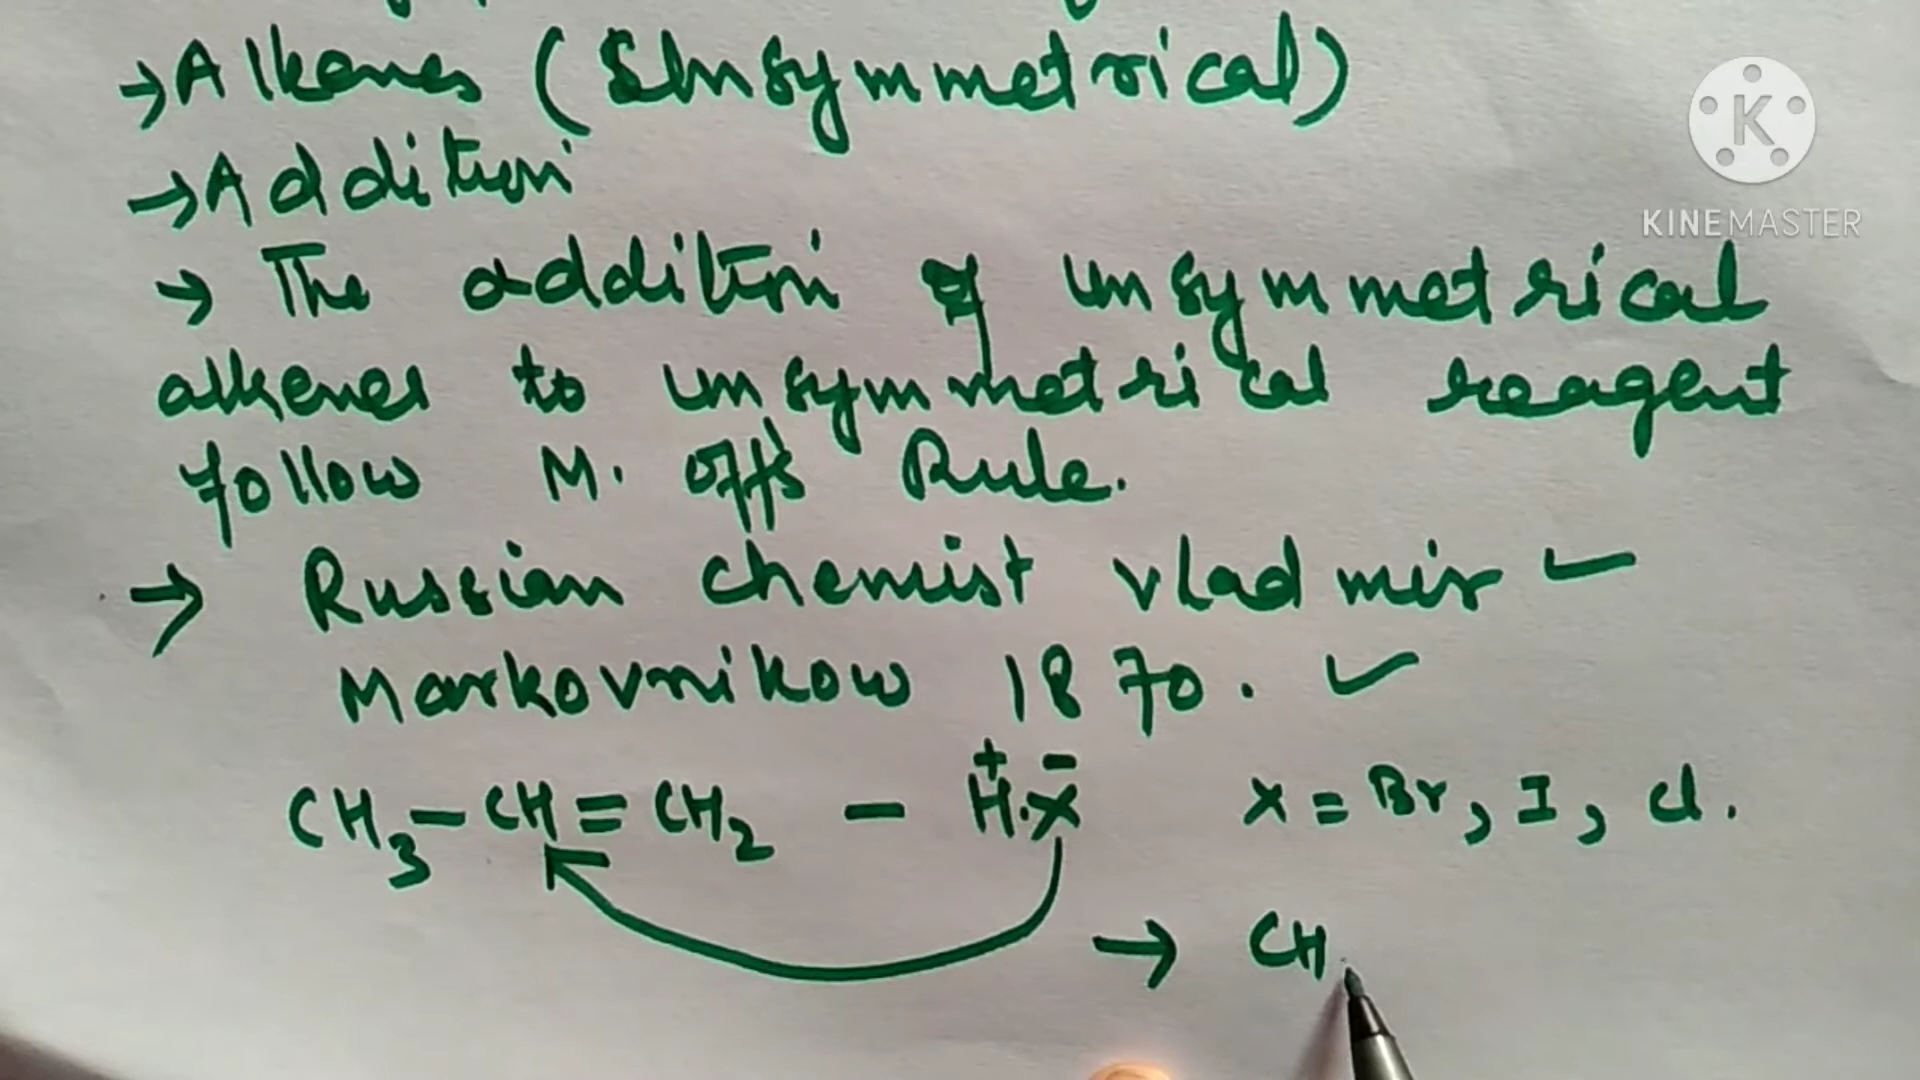 → Alkenes (Unsymmetrical)
→ Addition
→ The addition of unsymmetrical
alkenes to unsymmetrical reagent
follow M. off's Rule.
→ Russian chemist vladmir ✓
Markovnikow 1870. ✓
+ −
CH3 – CH = CH2 – H.X X = Br, I, Cl.
→ CH
K
KINEMASTER